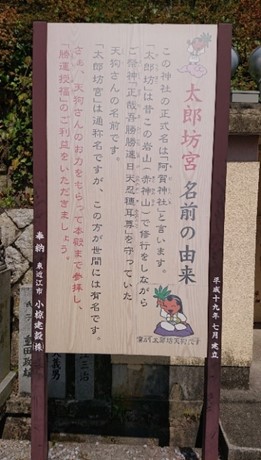 太郎坊宮 名前の由来
この神社の正式名は「阿賀神社」と言います。
「太郎坊」は昔この岩山(赤神山)で修行をしながら
ご祭神「正哉吾勝勝速日天忍穂耳尊」を守っていた
天狗さんの名前です。
「太郎坊宮」は通称名ですが、この方が世間には有名です。
さぁ、天狗さんのお力をもらって本殿まで参拝し、
「勝運授福」のご利益をいただきましょう。
平成十九年七月建立
奉納 東近江市 小椋建設㈱